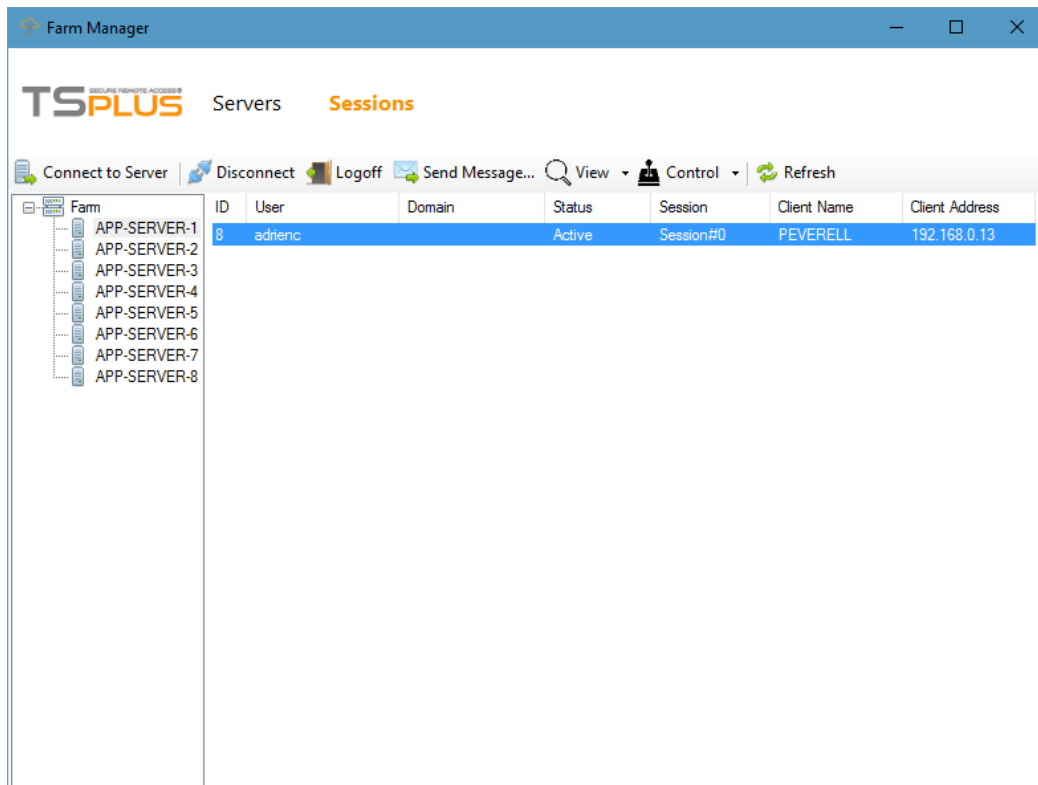 Farm Manager
SECURE REMOTE ACCESS®
TSPLUS Servers Sessions
Connect to Server Disconnect Logoff Send Message... View Control Refresh
Farm ID User Domain Status Session Client Name Client Address
APP-SERVER-1 8 adrienc Active Session#0 PEVERELL 192.168.0.13
APP-SERVER-2
APP-SERVER-3
APP-SERVER-4
APP-SERVER-5
APP-SERVER-6
APP-SERVER-7
APP-SERVER-8